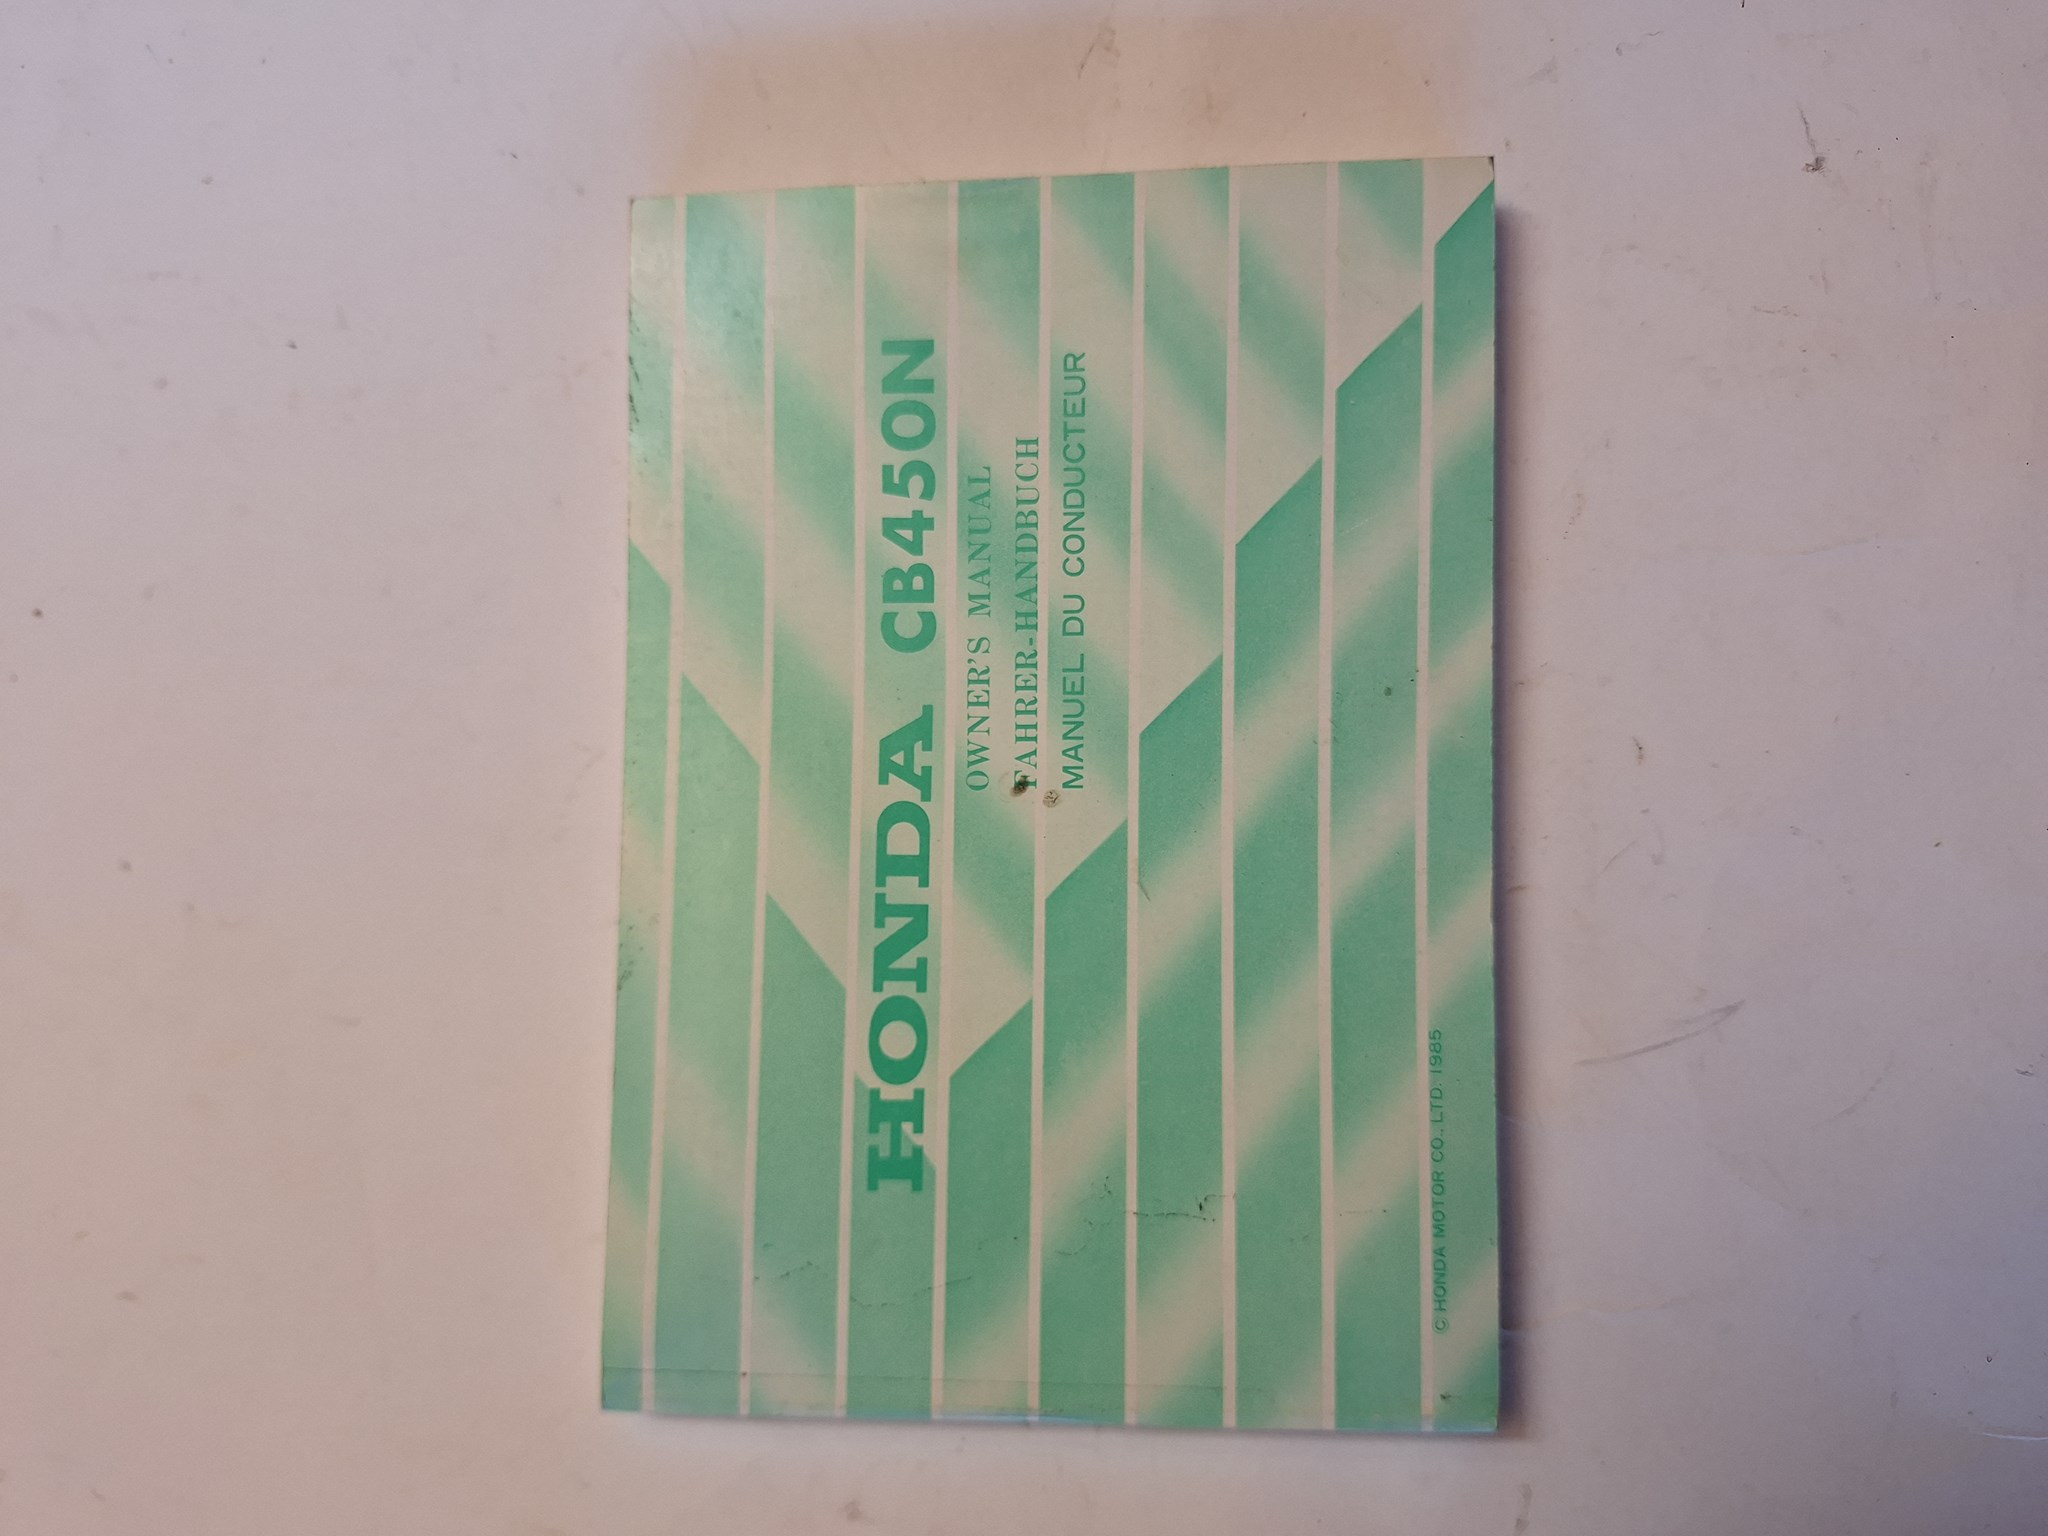 HONDA CB450N
OWNER'S MANUAL
FAHRER-HANDBUCH
MANUEL DU CONDUCTEUR
© HONDA MOTOR CO., LTD. 1985